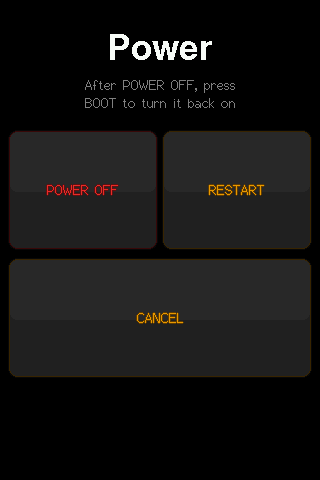 Power
After POWER OFF, press
BOOT to turn it back on
POWER OFF
RESTART
CANCEL